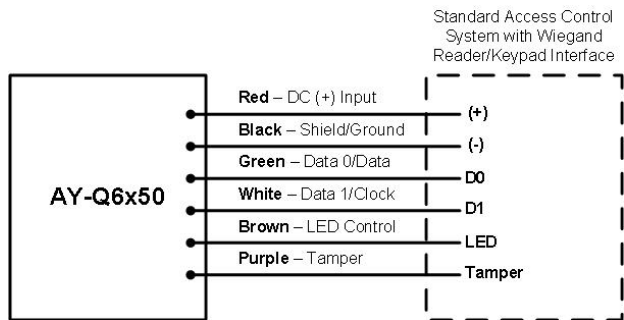 Standard Access Control
System with Wiegand
Reader/Keypad Interface
AY-Q6x50
Red – DC (+) Input
(+)
Black – Shield/Ground
(-)
Green – Data 0/Data
D0
White – Data 1/Clock
D1
Brown – LED Control
LED
Purple – Tamper
Tamper